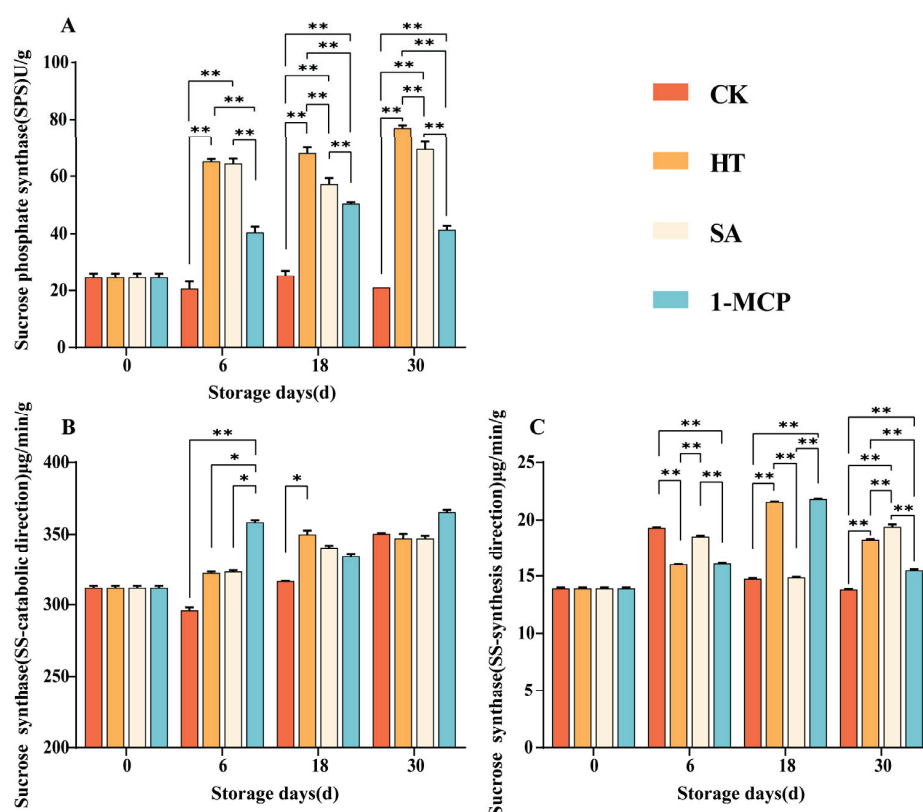 A
** ** ** **
** ** ** **
** ** ** **
** ** ** **
** ** ** **
Sucrose phosphate synthase(SPS)U/g
100
80
60
40
20
0
0 6 18 30
Storage days(d)
CK
HT
SA
1-MCP
B
**
*
*
*
Sucrose synthase(SS-catabolic direction)μg/min/g
400
350
300
250
200
0 6 18 30
Storage days(d)
C
** ** **
** ** ** **
** ** ** **
** ** ** **
Sucrose synthase(SS-synthesis direction)μg/min/g
25
20
15
10
5
0
0 6 18 30
Storage days(d)